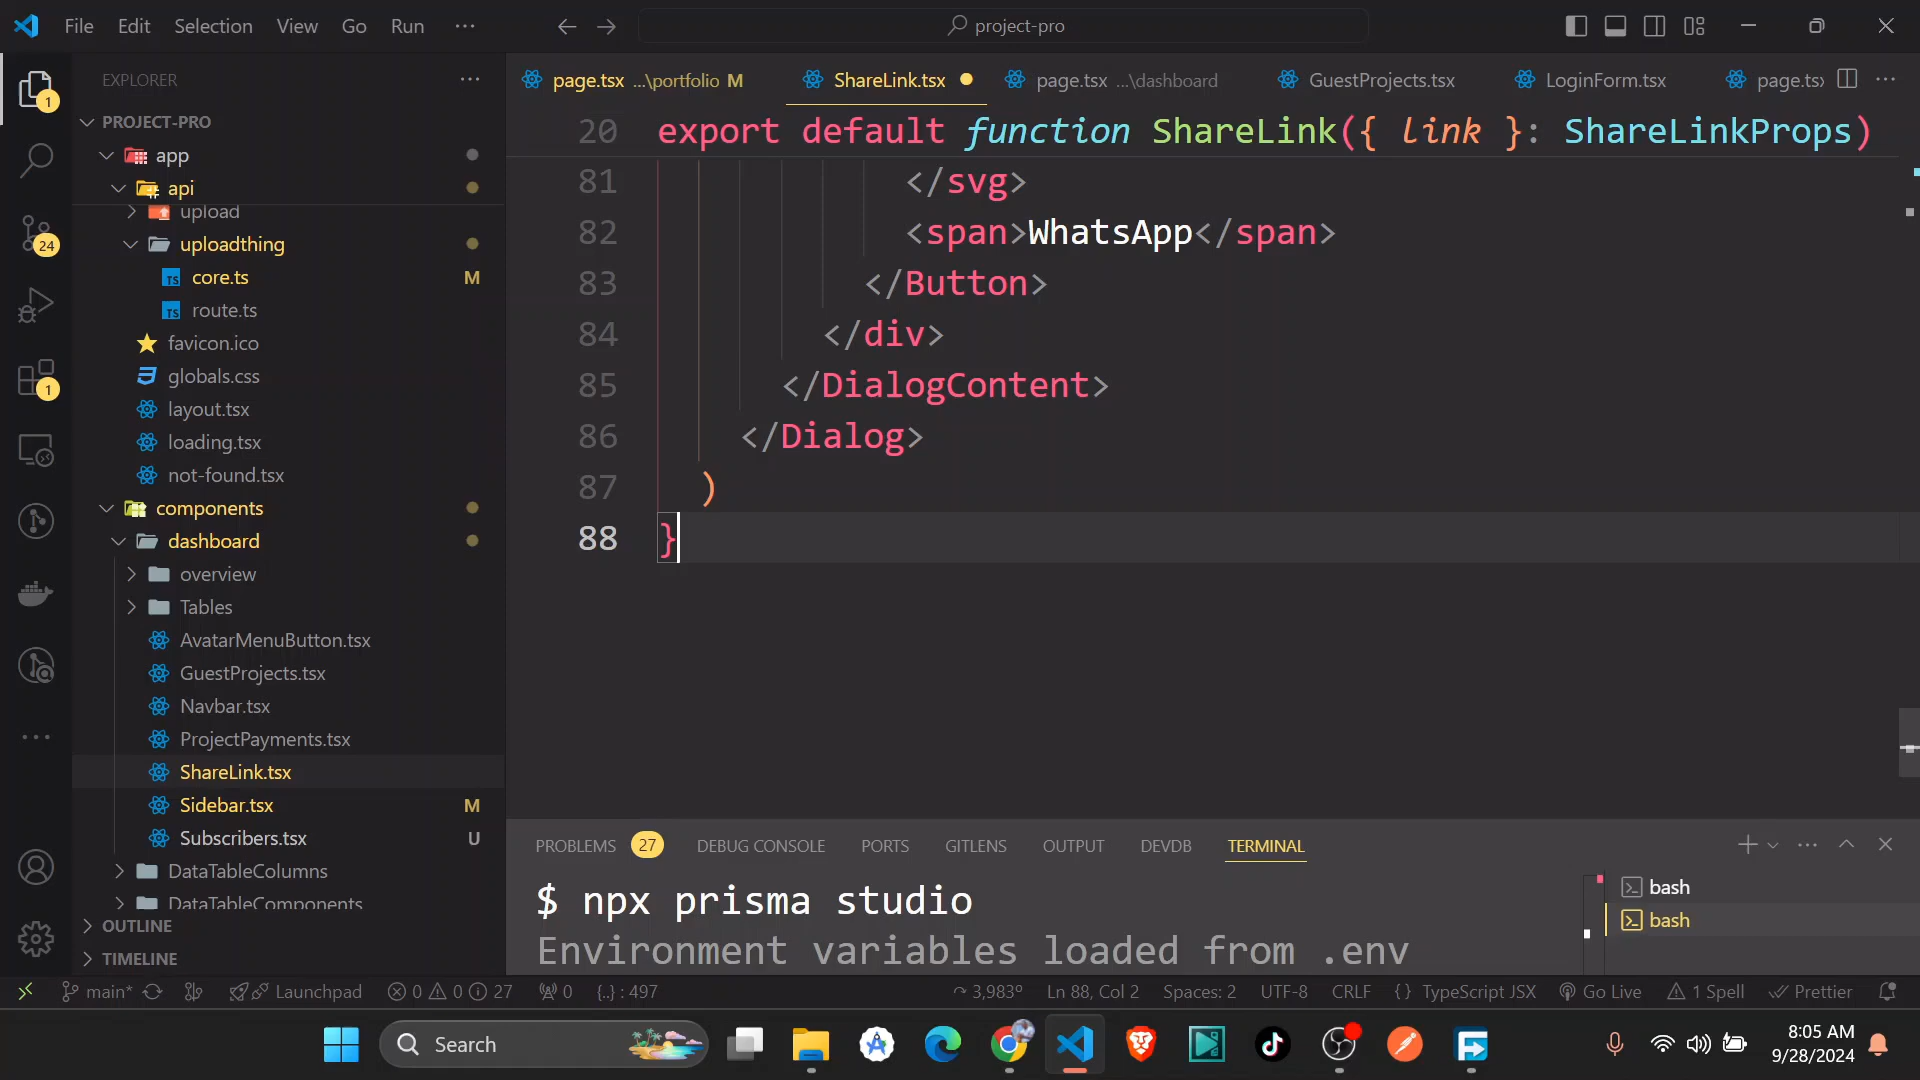 File Edit Selection View Go Run
project-pro
EXPLORER
PROJECT-PRO
app
api
upload
uploadthing
core.ts M
route.ts
favicon.ico
globals.css
layout.tsx
loading.tsx
not-found.tsx
components
dashboard
overview
Tables
AvatarMenuButton.tsx
GuestProjects.tsx
Navbar.tsx
ProjectPayments.tsx
ShareLink.tsx
Sidebar.tsx M
Subscribers.tsx U
DataTableColumns
DataTableComponents
OUTLINE
TIMELINE
1
24
1
page.tsx ...\portfolio M
ShareLink.tsx
page.tsx ...\dashboard
GuestProjects.tsx
LoginForm.tsx
page.tsx
20 export default function ShareLink({ link }: ShareLinkProps)
81 </svg>
82 <span>WhatsApp</span>
83 </Button>
84 </div>
85 </DialogContent>
86 </Dialog>
87 )
88 }
PROBLEMS 27 DEBUG CONSOLE PORTS GITLENS OUTPUT DEVDB TERMINAL
$ npx prisma studio
Environment variables loaded from .env
bash
bash
main* Launchpad 0 0 27 0 {..} : 497 3,983º Ln 88, Col 2 Spaces: 2 UTF-8 CRLF {} TypeScript JSX Go Live 1 Spell Prettier
Search
8:05 AM
9/28/2024